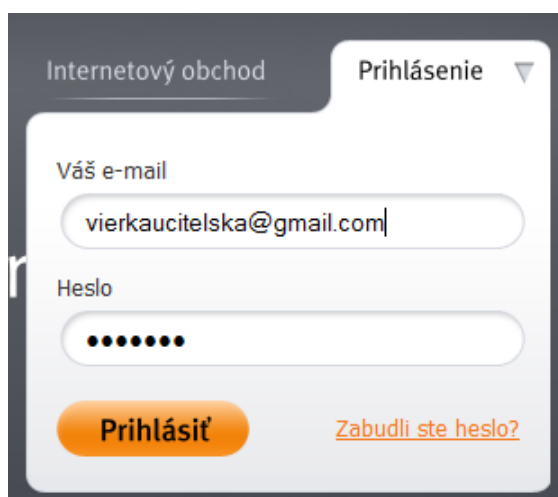 Internetový obchod
Prihlásenie
Váš e-mail
vierkaucitelska@gmail.com
Heslo
•••••••
Prihlásiť
Zabudli ste heslo?